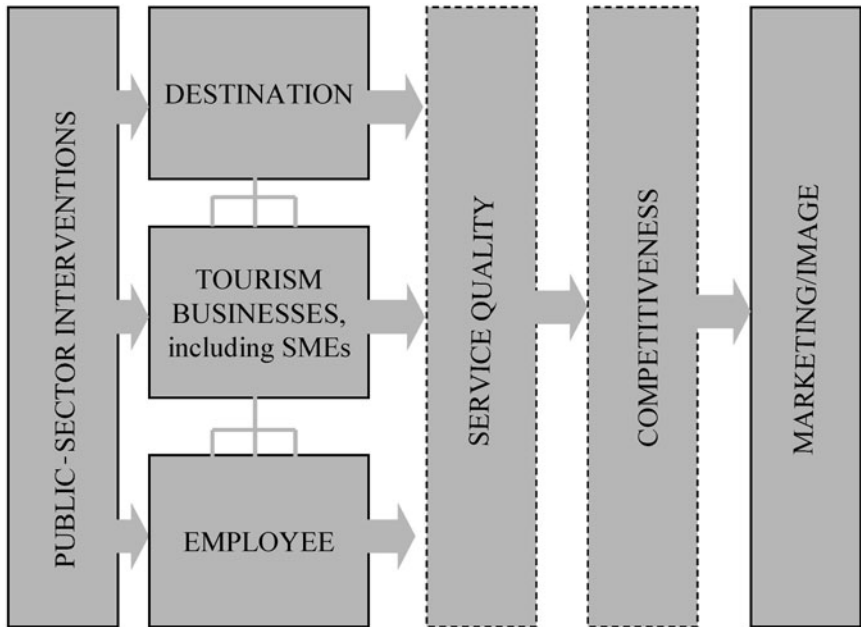 PUBLIC-SECTOR INTERVENTIONS
DESTINATION
TOURISM
BUSINESSES,
including SMEs
EMPLOYEE
SERVICE QUALITY
COMPETITIVENESS
MARKETING/IMAGE